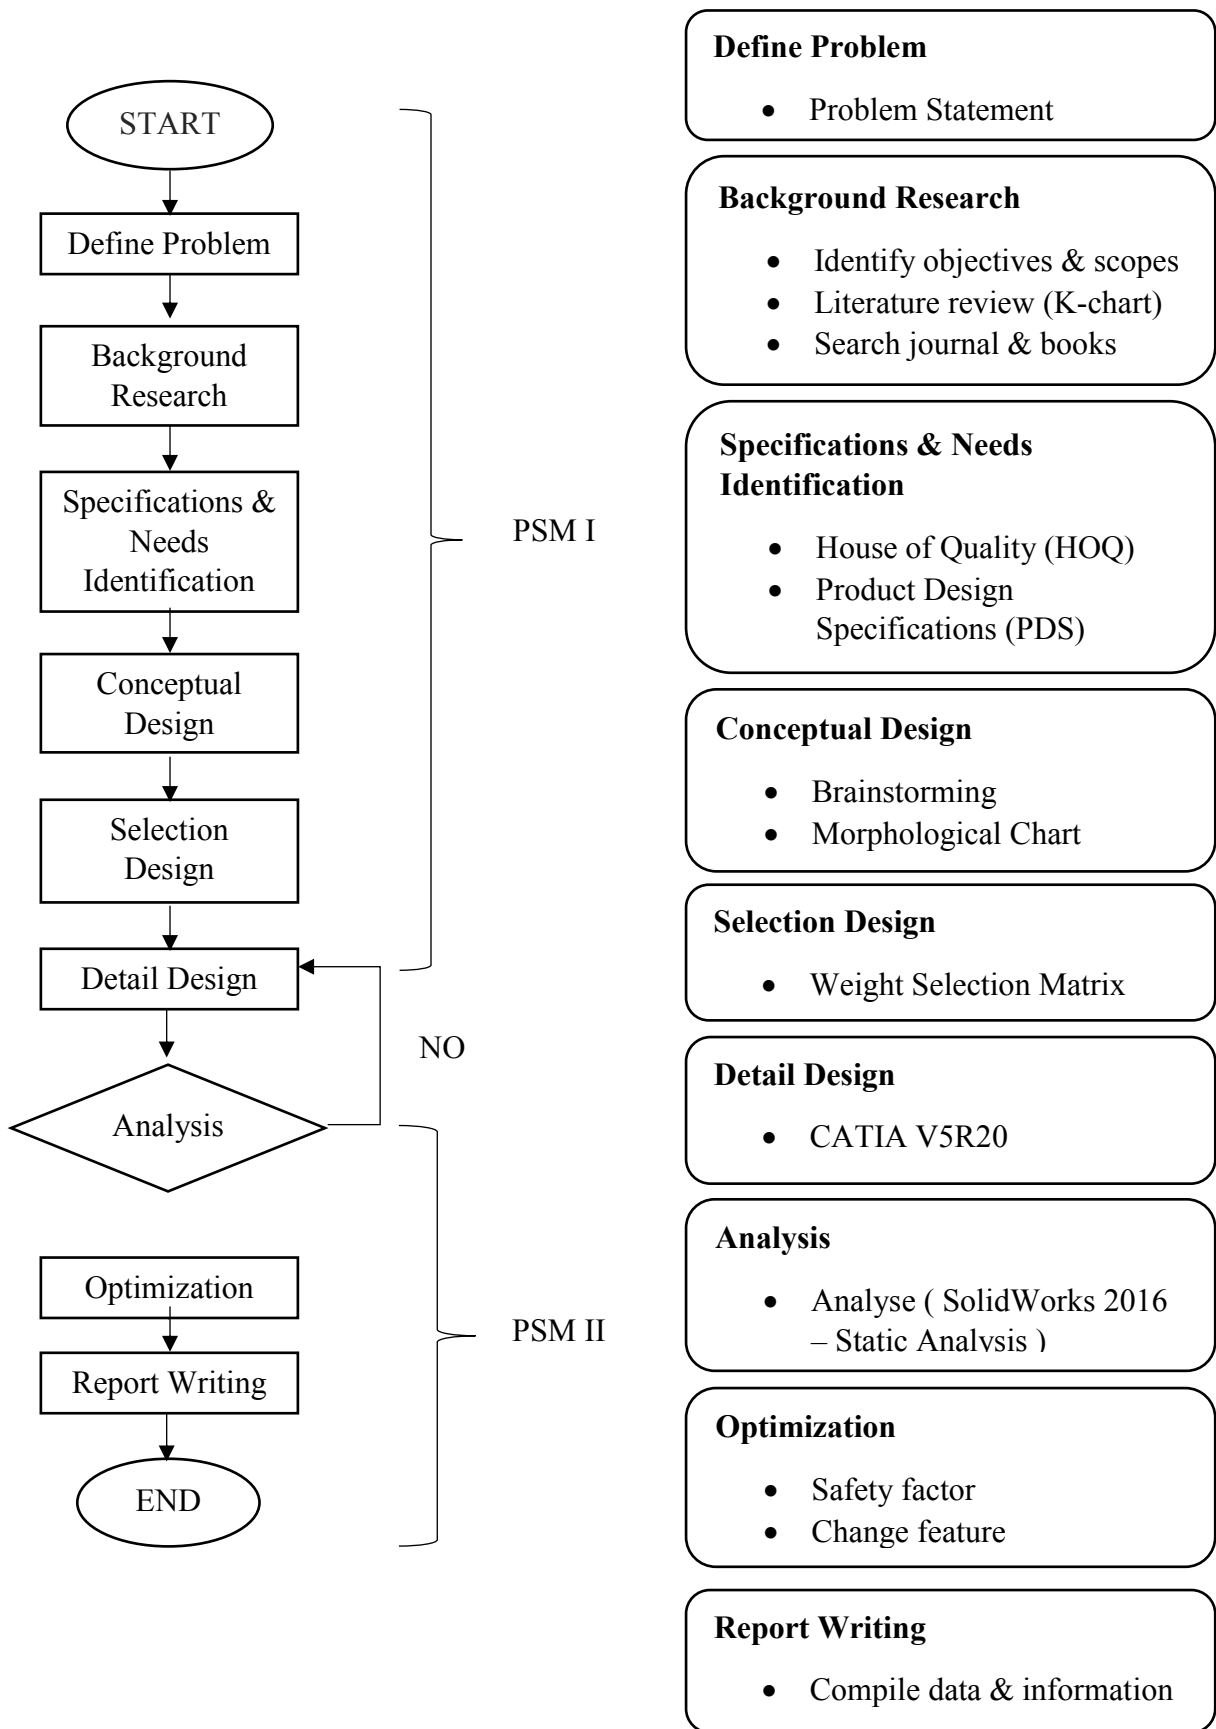 START
Define Problem
Background
Research
Specifications &
Needs
Identification
Conceptual
Design
Selection
Design
Detail Design
NO
Analysis
Optimization
Report Writing
END
PSM I
PSM II
Define Problem
• Problem Statement
Background Research
• Identify objectives & scopes
• Literature review (K-chart)
• Search journal & books
Specifications & Needs
Identification
• House of Quality (HOQ)
• Product Design
Specifications (PDS)
Conceptual Design
• Brainstorming
• Morphological Chart
Selection Design
• Weight Selection Matrix
Detail Design
• CATIA V5R20
Analysis
• Analyse ( SolidWorks 2016
– Static Analysis )
Optimization
• Safety factor
• Change feature
Report Writing
• Compile data & information